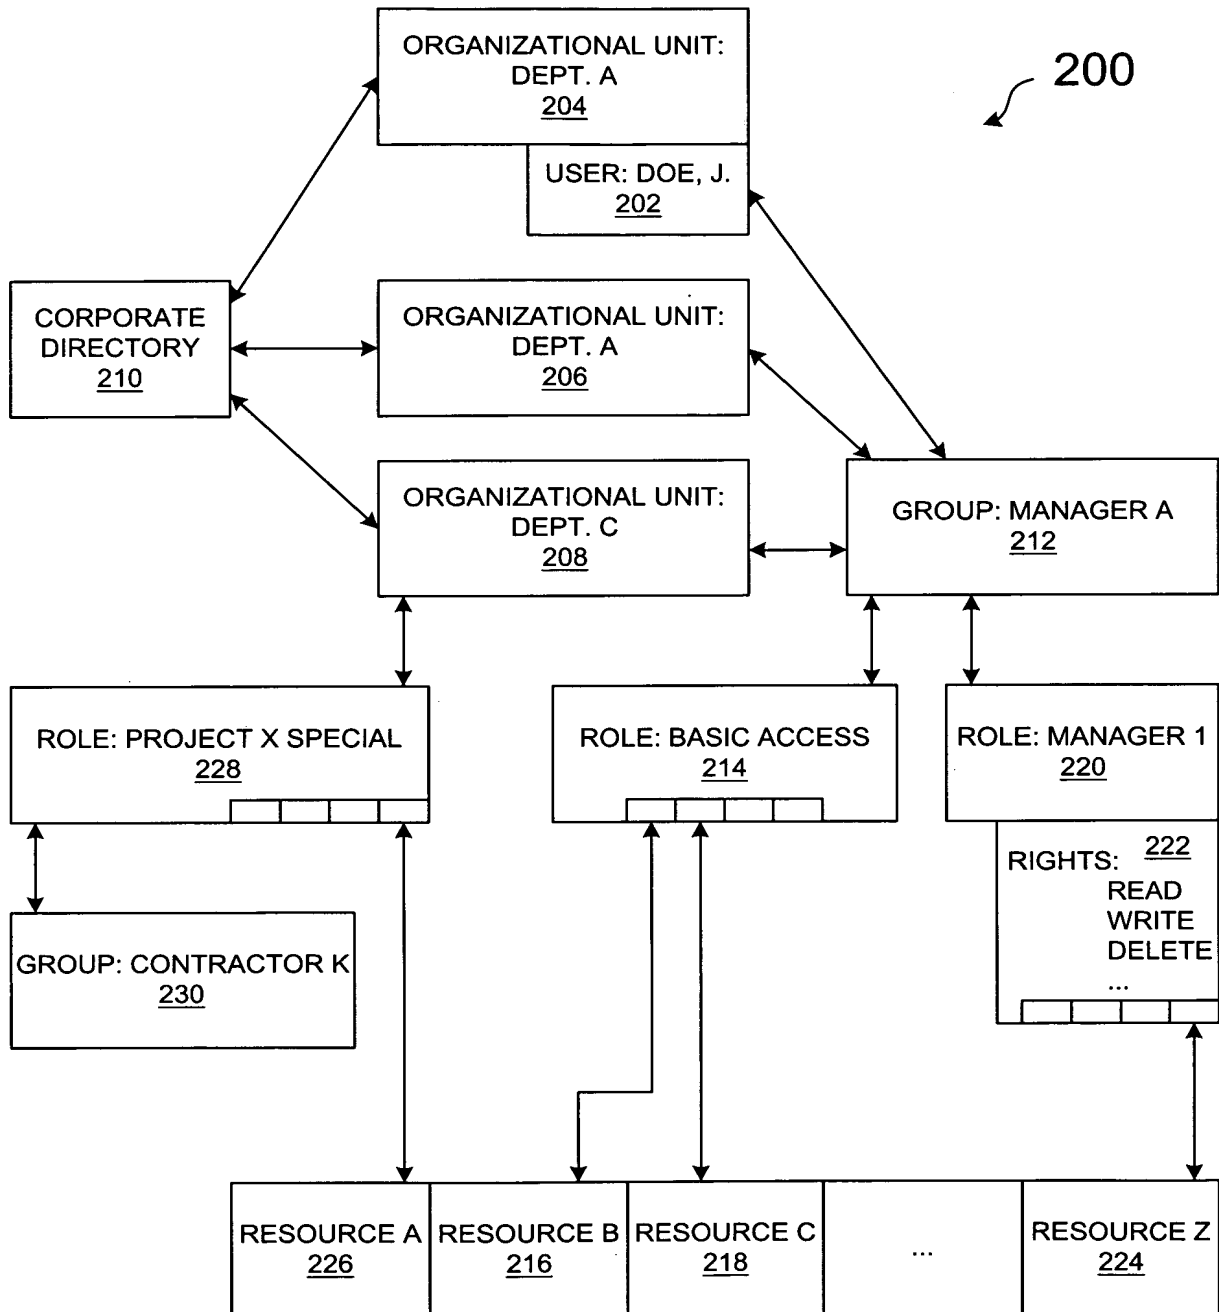 ORGANIZATIONAL UNIT:
DEPT. A
204
200
USER: DOE, J.
202
CORPORATE
DIRECTORY
210
ORGANIZATIONAL UNIT:
DEPT. A
206
ORGANIZATIONAL UNIT:
DEPT. C
208
GROUP: MANAGER A
212
ROLE: PROJECT X SPECIAL
228
ROLE: BASIC ACCESS
214
ROLE: MANAGER 1
220
222
RIGHTS:
READ
WRITE
DELETE
...
GROUP: CONTRACTOR K
230
RESOURCE A
226
RESOURCE B
216
RESOURCE C
218
...
RESOURCE Z
224